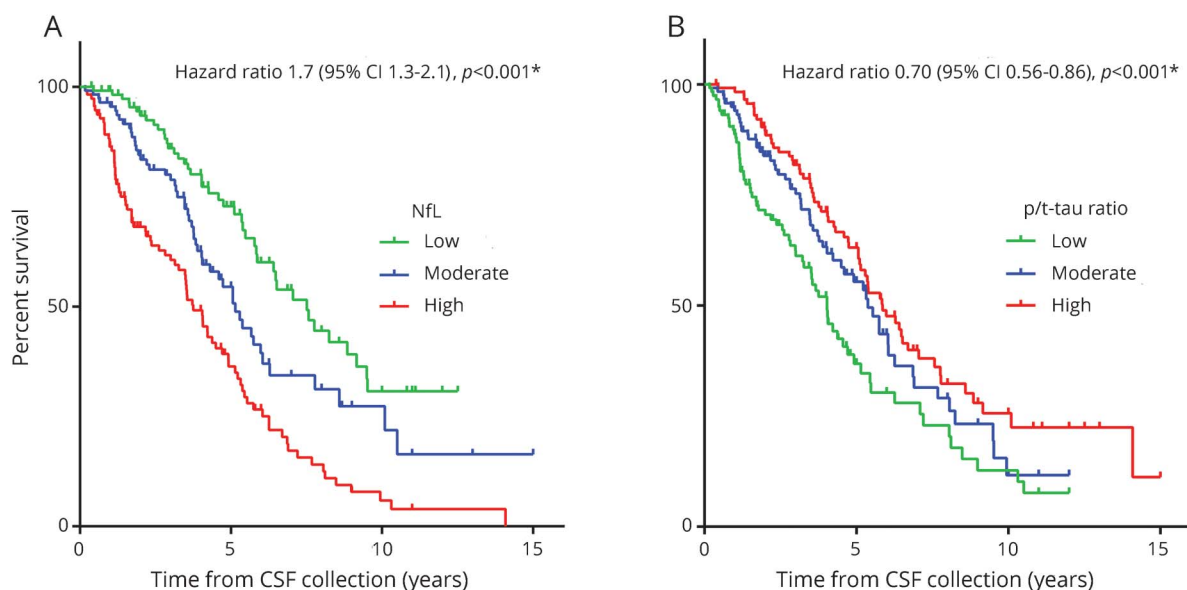 A
Hazard ratio 1.7 (95% CI 1.3-2.1), p<0.001*
100
50
0
Percent survival
NfL
Low
Moderate
High
0 5 10 15
Time from CSF collection (years)
B
Hazard ratio 0.70 (95% CI 0.56-0.86), p<0.001*
100
50
0
p/t-tau ratio
Low
Moderate
High
0 5 10 15
Time from CSF collection (years)